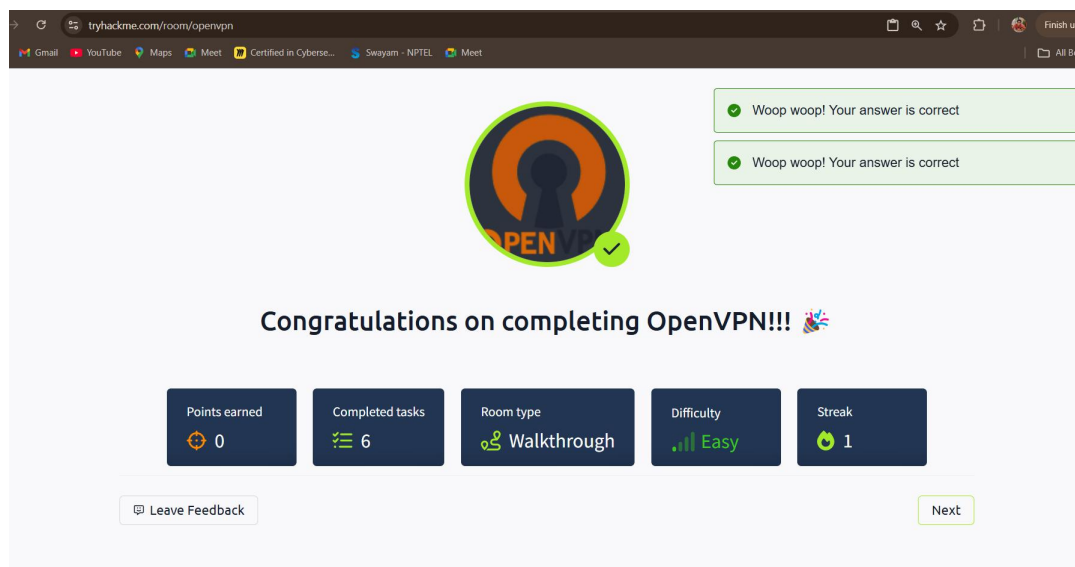 tryhackme.com/room/openvpn
Finish u
Gmail YouTube Maps Meet Certified in Cyberse... Swayam - NPTEL Meet
All B
Woop woop! Your answer is correct
Woop woop! Your answer is correct
OPENVPN
Congratulations on completing OpenVPN!!! 🎉
Points earned
0
Completed tasks
6
Room type
Walkthrough
Difficulty
Easy
Streak
1
Leave Feedback
Next